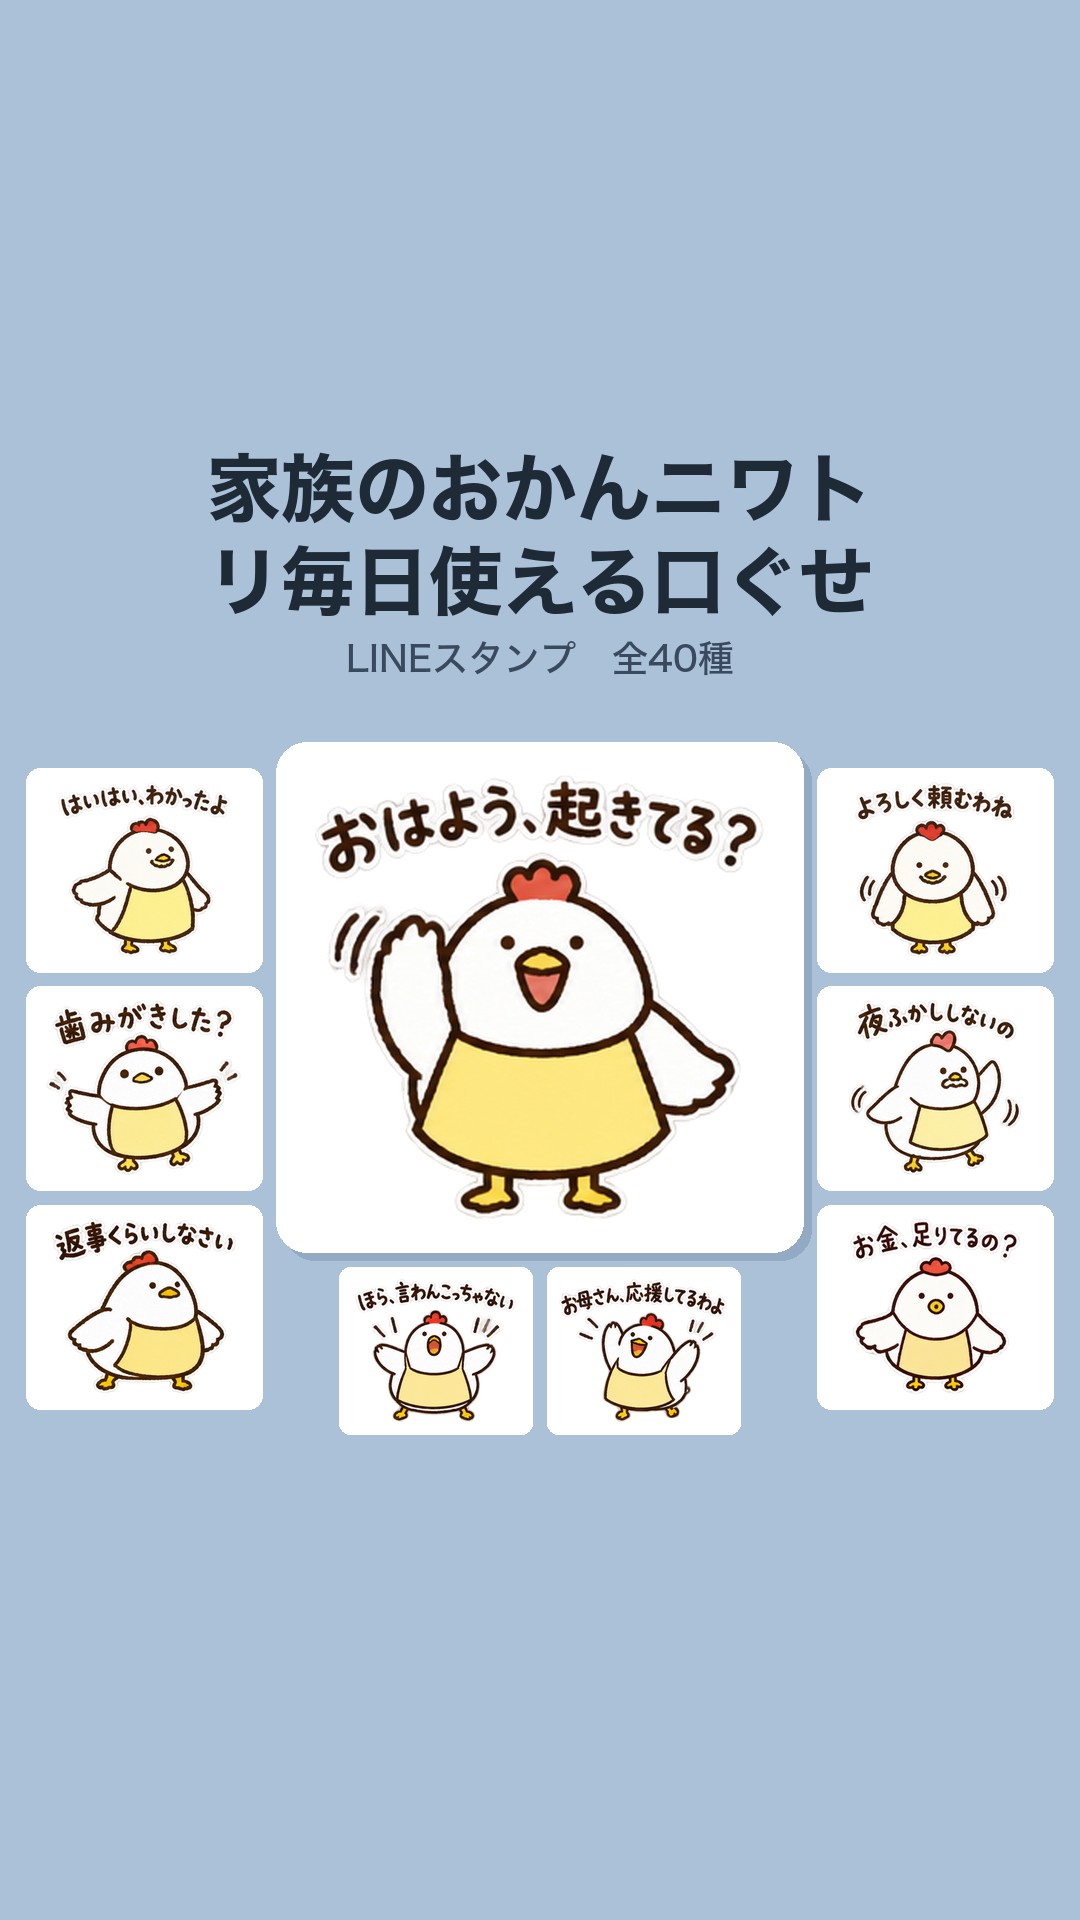 家族のおかんニワト
リ毎日使える口ぐせ
LINEスタンプ　全40種
はいはい、わかったよ
おはよう、起きてる？
よろしく頼むわね
歯みがきした？
夜ふかししないの
返事くらいしなさい
お金、足りてるの？
ほら、言わんこっちゃない
お母さん、応援してるわよ